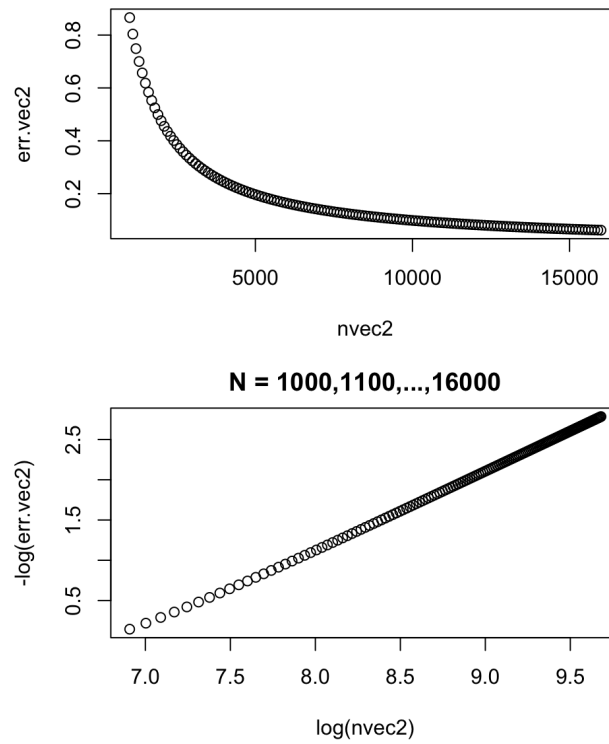 0.8
0.6
0.4
0.2
err.vec2
5000 10000 15000
nvec2
N = 1000,1100,...,16000
2.5
1.5
0.5
-log(err.vec2)
7.0 7.5 8.0 8.5 9.0 9.5
log(nvec2)